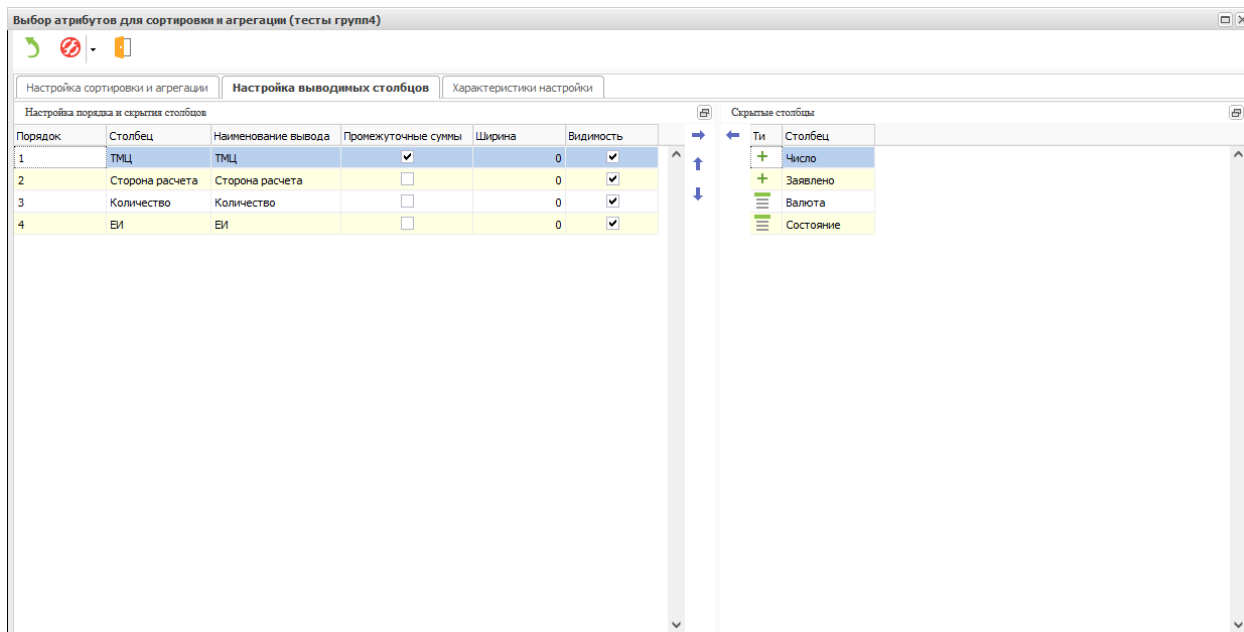 Выбор атрибутов для сортировки и агрегации (тесты групп4)
Настройка сортировки и агрегации Настройка выводимых столбцов Характеристики настройки
Настройка порядка и скрытия столбцов Скрытые столбцы
Порядок Столбец Наименование вывода Промежуточные суммы Ширина Видимость Ти Столбец
1 ТМЦ ТМЦ 0 Число
2 Сторона расчета Сторона расчета 0 Заявлено
3 Количество Количество 0 Валюта
4 ЕИ ЕИ 0 Состояние